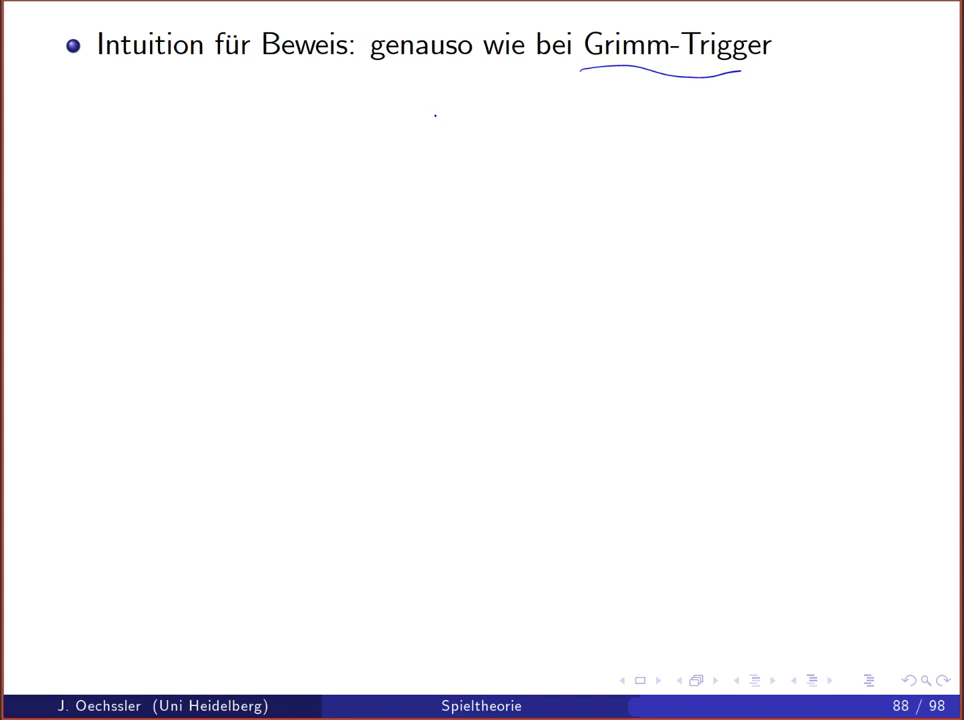 Intuition für Beweis: genauso wie bei Grimm-Trigger
J. Oechssler (Uni Heidelberg) Spieltheorie 88 / 98